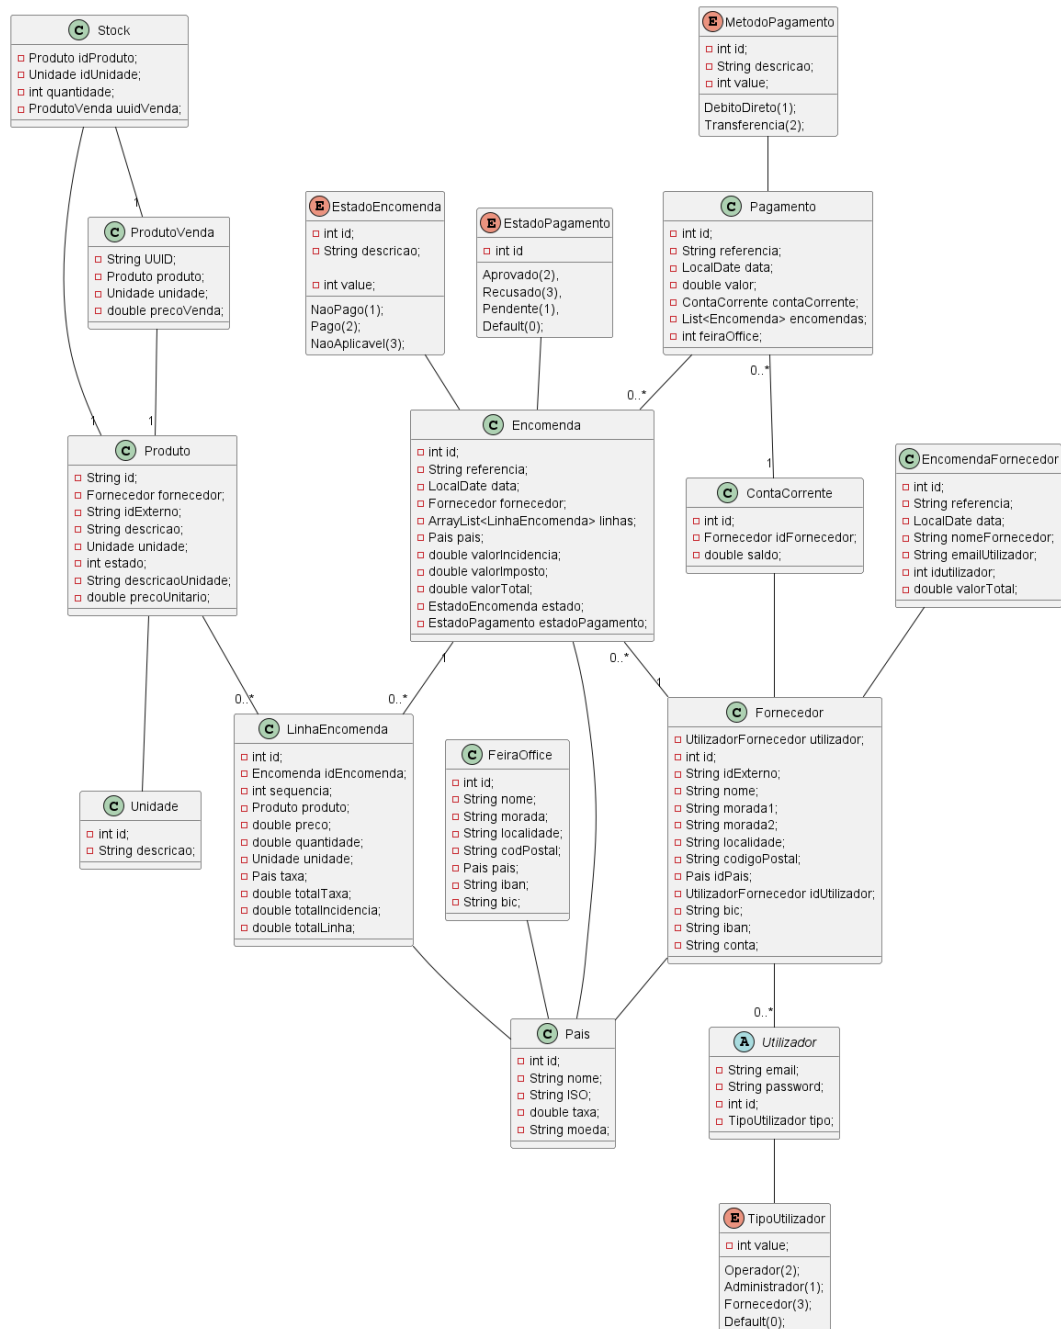 C Stock
Produto idProduto;
Unidade idUnidade;
int quantidade;
ProdutoVenda uuidVenda;
E MetodoPagamento
int id;
String descricao;
int value;
DebitoDireto(1);
Transferencia(2);
1
C ProdutoVenda
String UUID;
Produto produto;
Unidade unidade;
double precoVenda;
E EstadoEncomenda
int id;
String descricao;
int value;
NaoPago(1);
Pago(2);
NaoAplicavel(3);
E EstadoPagamento
int id
Aprovado(2),
Recusado(3),
Pendente(1),
Default(0);
C Pagamento
int id;
String referencia;
LocalDate data;
double valor;
ContaCorrente contaCorrente;
List<Encomenda> encomendas;
int feiraOffice;
0..*
0..*
1
1
1
C Produto
String id;
Fornecedor fornecedor;
String idExterno;
String descricao;
Unidade unidade;
int estado;
String descricaoUnidade;
double precoUnitario;
C Encomenda
int id;
String referencia;
LocalDate data;
Fornecedor fornecedor;
ArrayList<LinhaEncomenda> linhas;
Pais pais;
double valorIncidencia;
double valorImposto;
double valorTotal;
EstadoEncomenda estado;
EstadoPagamento estadoPagamento;
C ContaCorrente
int id;
Fornecedor idFornecedor;
double saldo;
C EncomendaFornecedor
int id;
String referencia;
LocalDate data;
String nomeFornecedor;
String emailUtilizador;
int idutilizador;
double valorTotal;
1
0..*
0..*
0..*
1
C LinhaEncomenda
int id;
Encomenda idEncomenda;
int sequencia;
Produto produto;
double preco;
double quantidade;
Unidade unidade;
Pais taxa;
double totalTaxa;
double totalIncidencia;
double totalLinha;
C Unidade
int id;
String descricao;
C FeiraOffice
int id;
String nome;
String morada;
String localidade;
String codPostal;
Pais pais;
String iban;
String bic;
C Fornecedor
UtilizadorFornecedor utilizador;
int id;
String idExterno;
String nome;
String morada1;
String morada2;
String localidade;
String codigoPostal;
Pais idPais;
UtilizadorFornecedor idUtilizador;
String bic;
String iban;
String conta;
0..*
C Pais
int id;
String nome;
String ISO;
double taxa;
String moeda;
A Utilizador
String email;
String password;
int id;
TipoUtilizador tipo;
E TipoUtilizador
int value;
Operador(2);
Administrador(1);
Fornecedor(3);
Default(0);